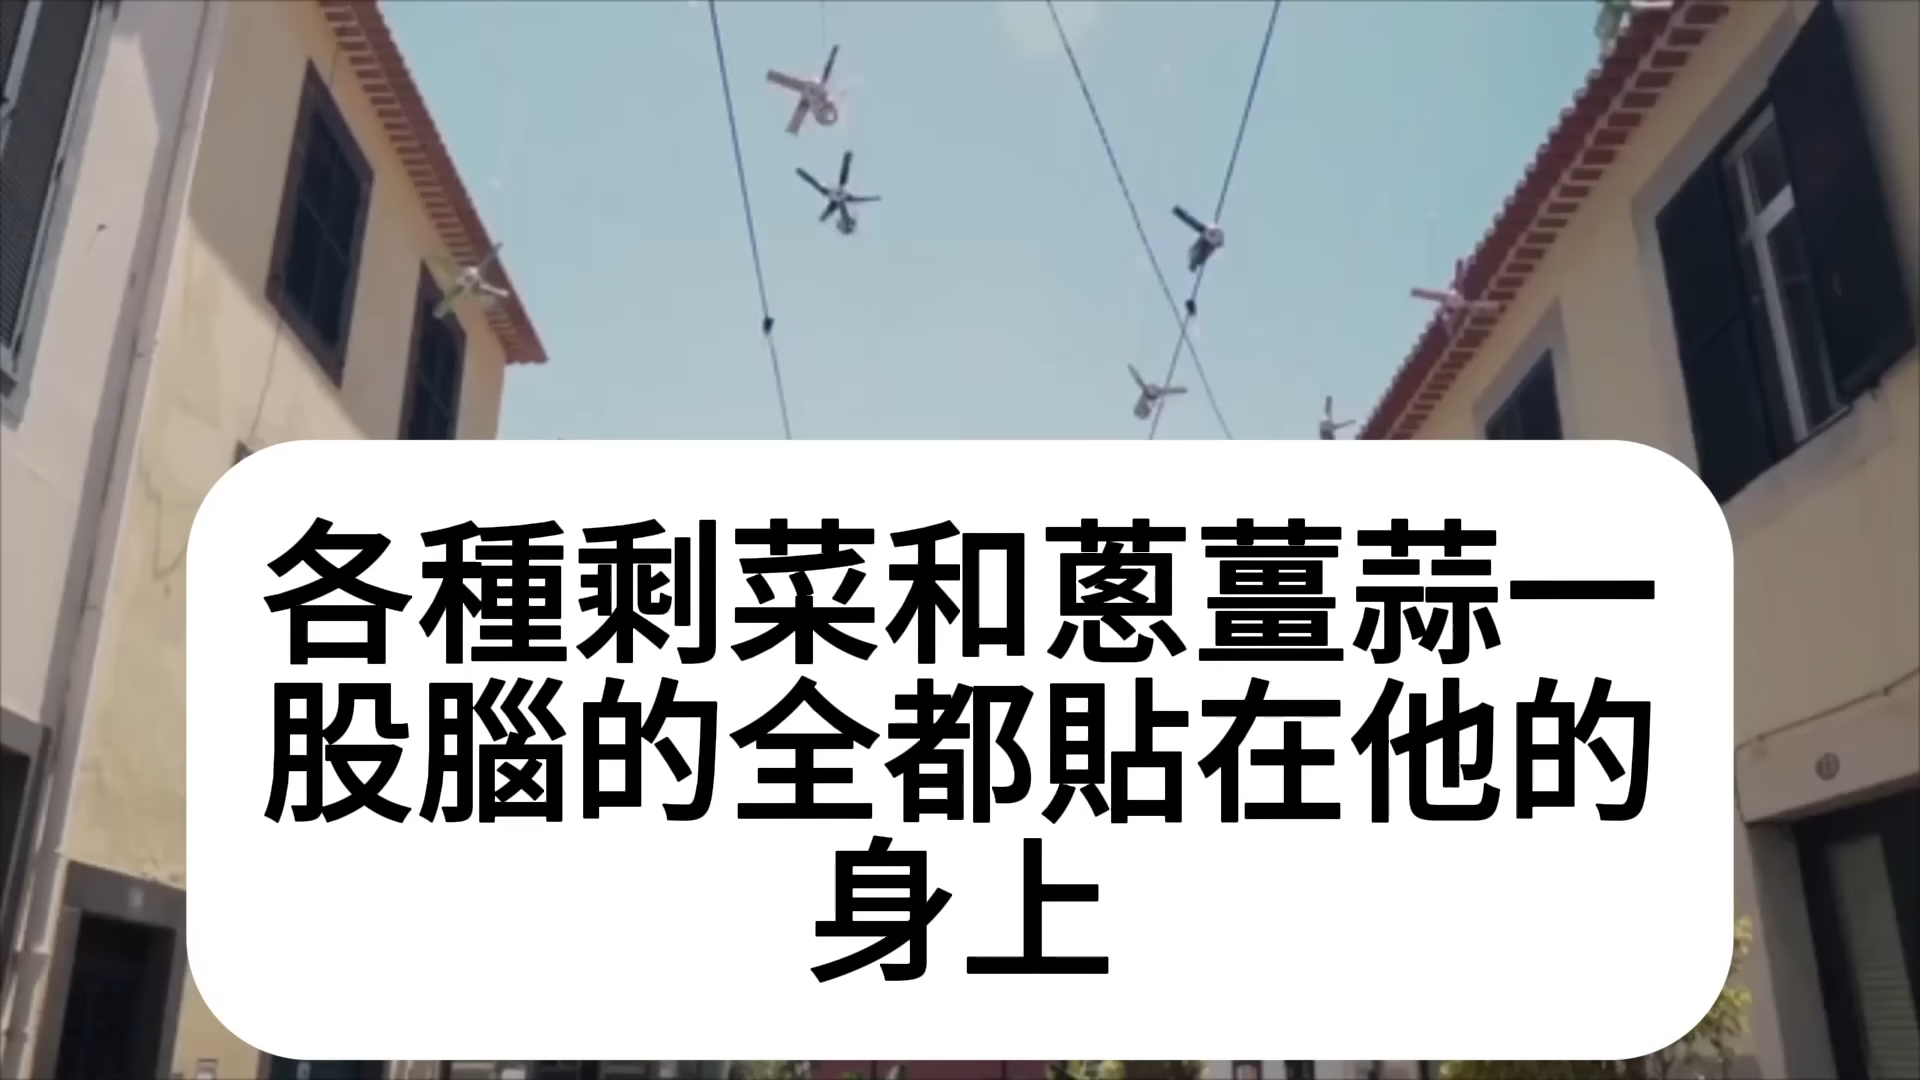 各種剩菜和蔥薑蒜一
股腦的全都貼在他的
身上